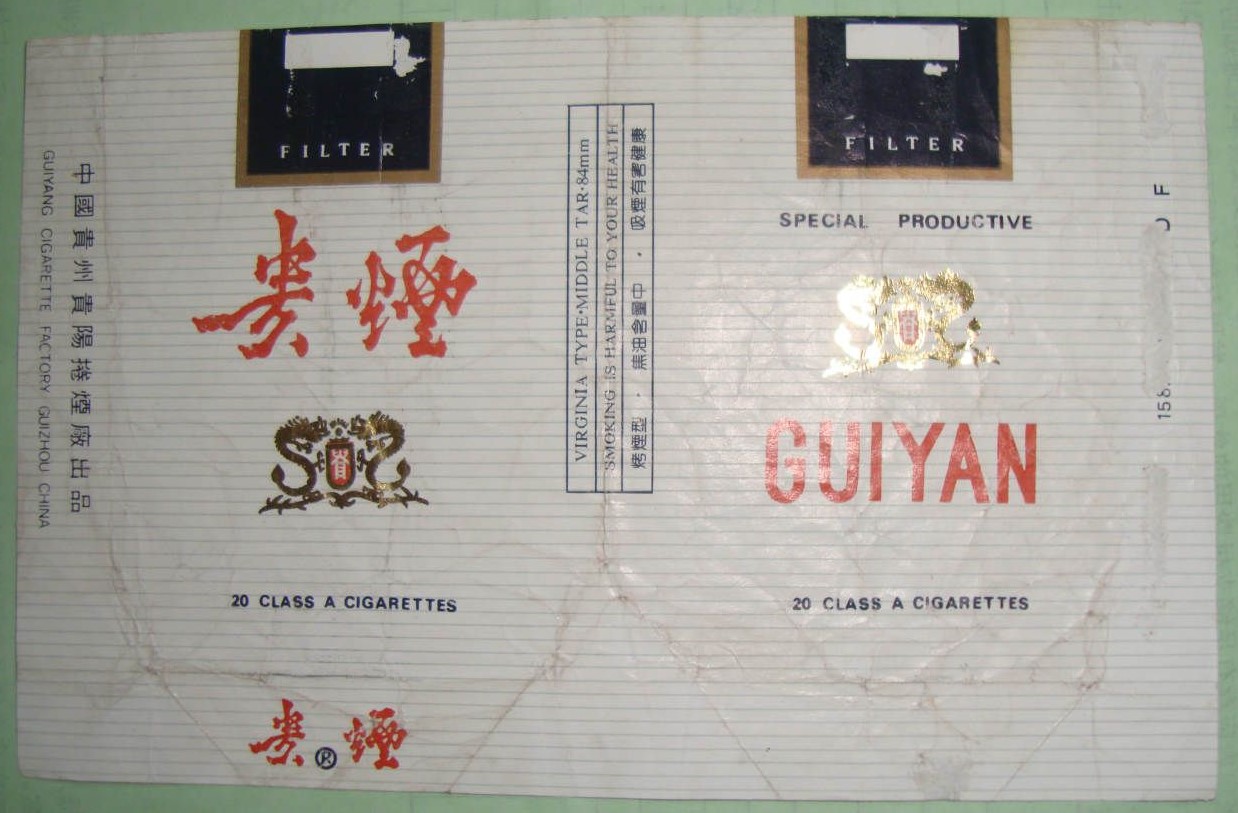 中國貴州貴陽捲煙廠出品
GUIYANG CIGARETTE FACTORY GUIZHOU CHINA
FILTER
貴煙
20 CLASS A CIGARETTES
貴®煙
VIRGINIA TYPE·MIDDLE TAR·84mm
SMOKING IS HARMFUL TO YOUR HEALTH
烤煙型·焦油含量中·吸煙有害健康
FILTER
SPECIAL PRODUCTIVE
GUIYAN
20 CLASS A CIGARETTES
F
158.